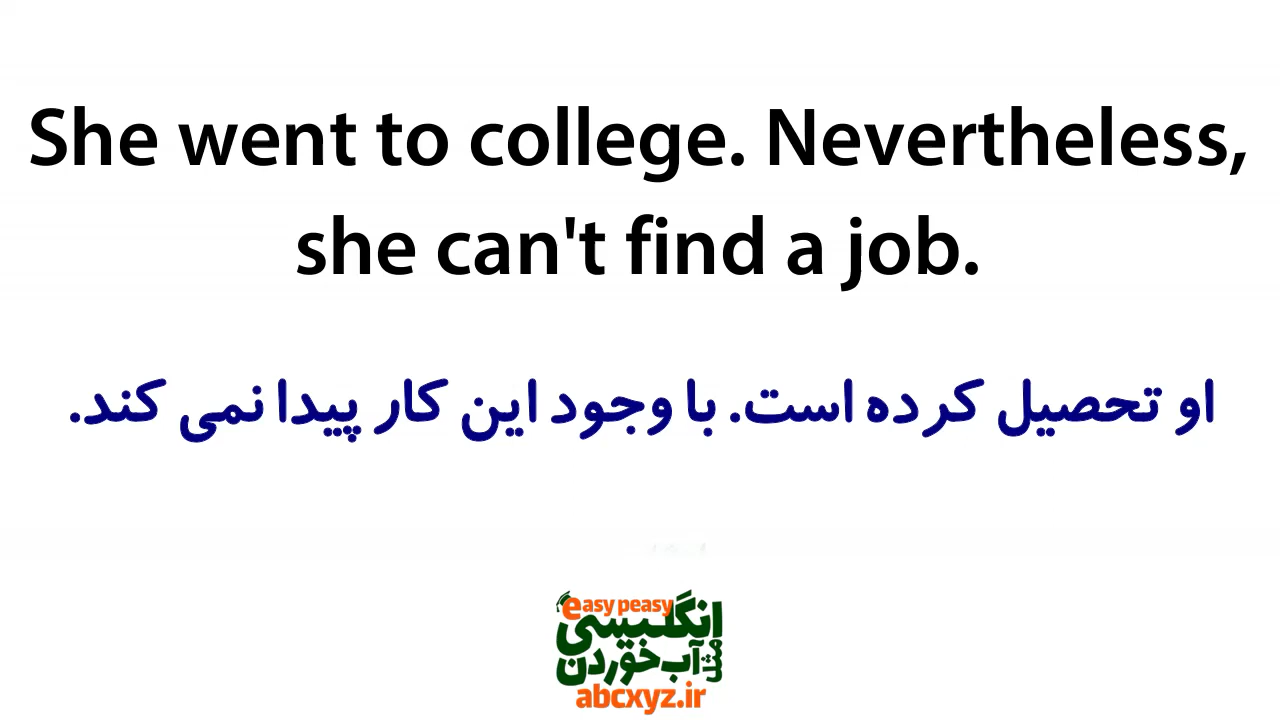 She went to college. Nevertheless,
she can't find a job.
او تحصیل کرده است. با وجود این کار پیدا نمی کند.
easy peasy
انگلیسی
مثل
آب خوردن
abcxyz.ir